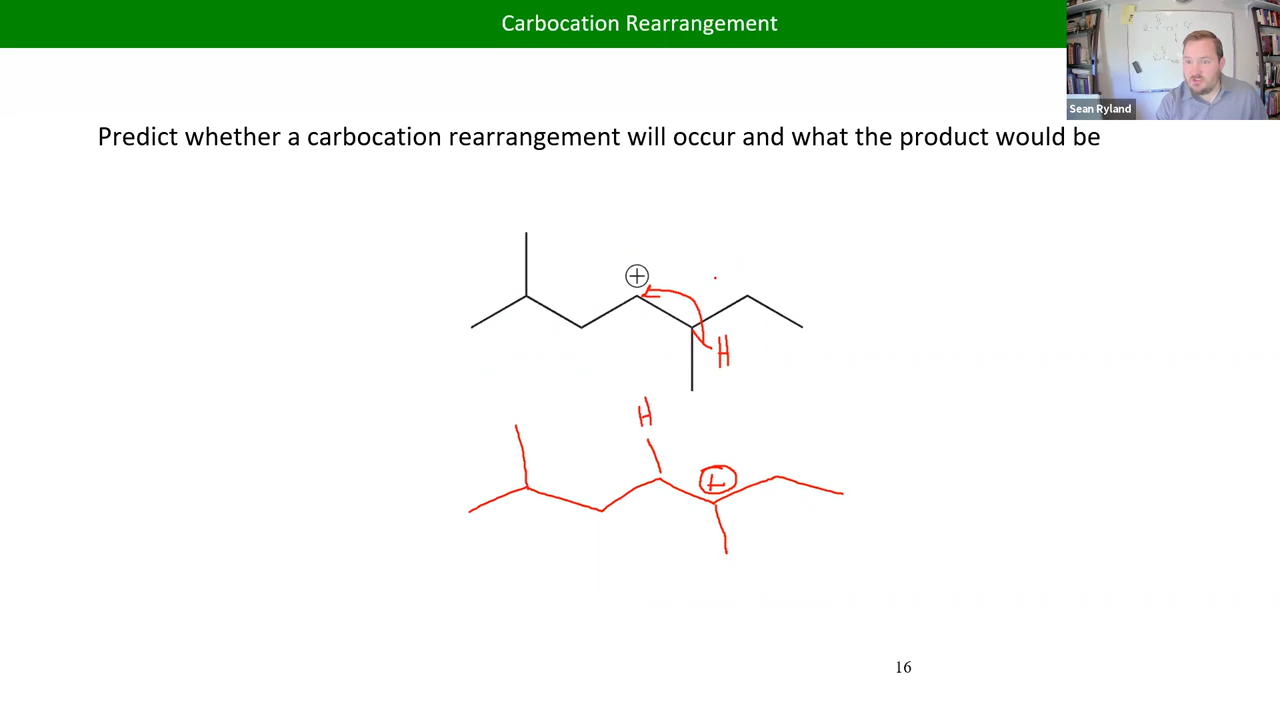 Carbocation Rearrangement
Sean Ryland
Predict whether a carbocation rearrangement will occur and what the product would be
+
H
H
+
16